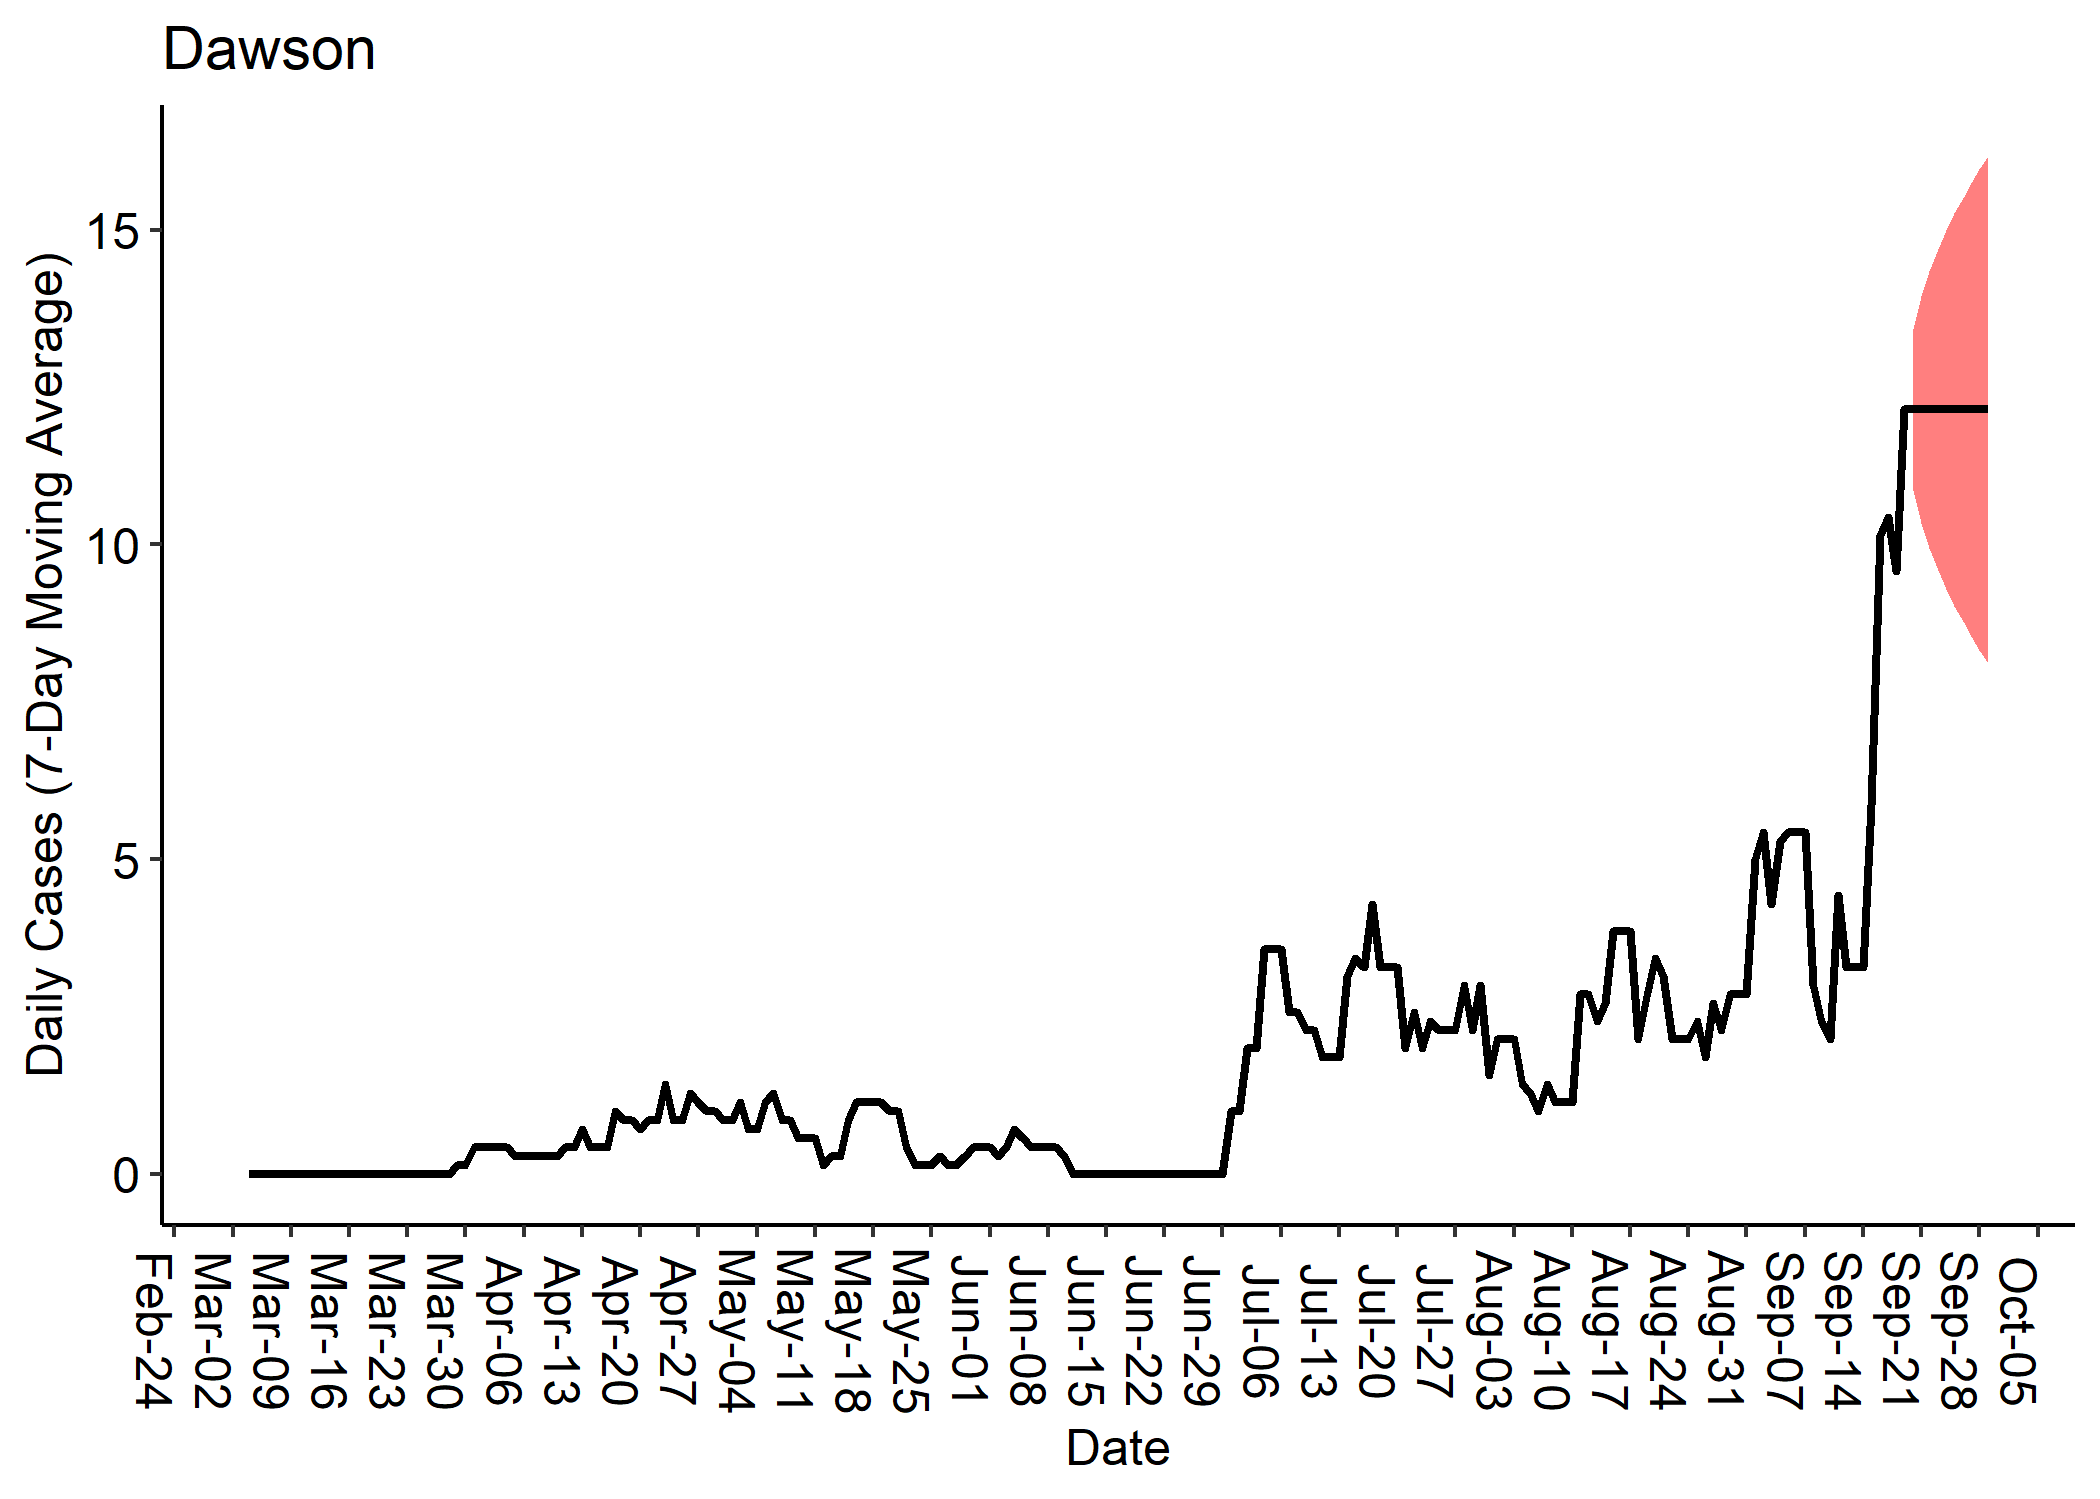 Dawson
Daily Cases (7-Day Moving Average)
15
10
5
0
Feb-24
Mar-02
Mar-09
Mar-16
Mar-23
Mar-30
Apr-06
Apr-13
Apr-20
Apr-27
May-04
May-11
May-18
May-25
Jun-01
Jun-08
Jun-15
Jun-22
Jun-29
Jul-06
Jul-13
Jul-20
Jul-27
Aug-03
Aug-10
Aug-17
Aug-24
Aug-31
Sep-07
Sep-14
Sep-21
Sep-28
Oct-05
Date